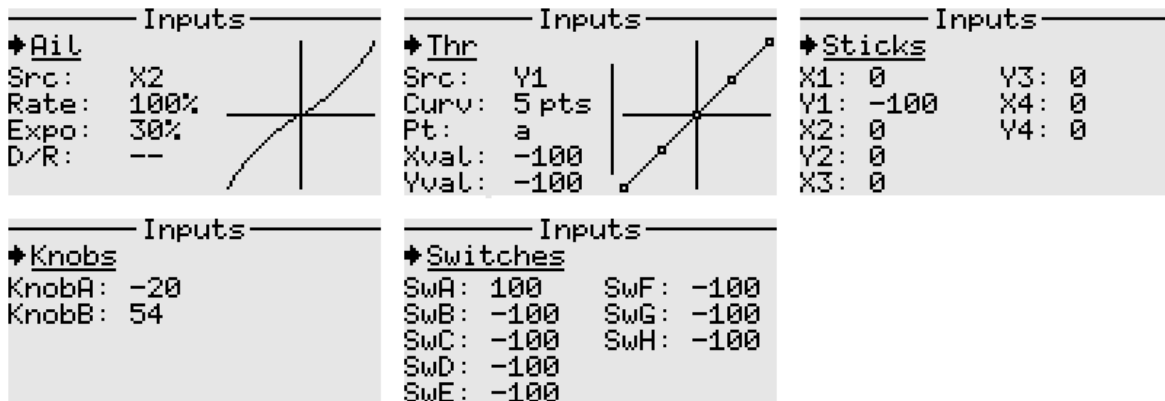 Inputs
Ail
Src: X2
Rate: 100%
Expo: 30%
D/R: --
Inputs
Thr
Src: Y1
Curv: 5 pts
Pt: a
Xval: -100
Yval: -100
Inputs
Sticks
X1: 0 Y3: 0
Y1: -100 X4: 0
X2: 0 Y4: 0
Y2: 0
X3: 0
Inputs
Knobs
KnobA: -20
KnobB: 54
Inputs
Switches
SwA: 100 SwF: -100
SwB: -100 SwG: -100
SwC: -100 SwH: -100
SwD: -100
SwE: -100